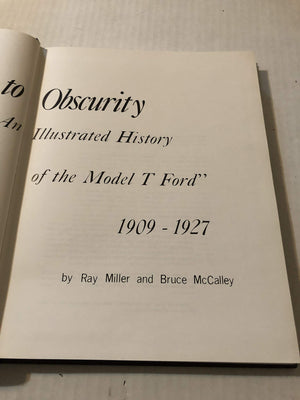 to Obscurity
An Illustrated History
of the Model T Ford"
1909 - 1927
by Ray Miller and Bruce McCalley